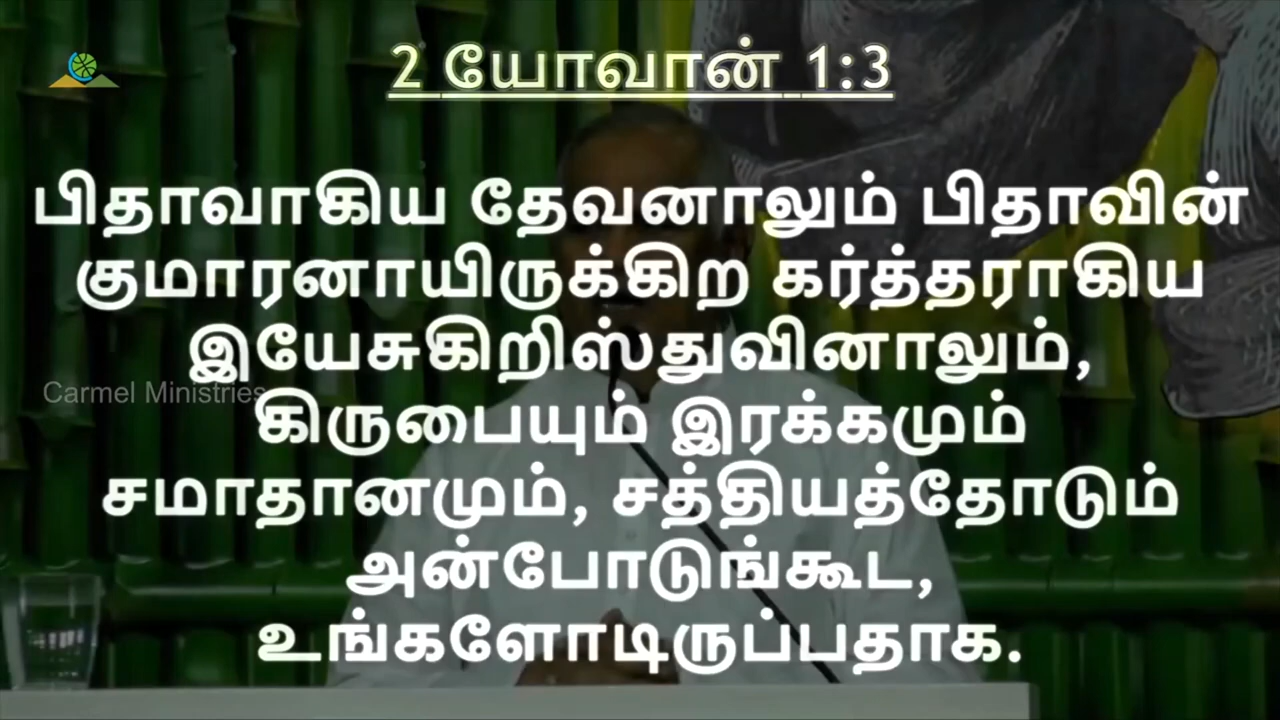 2 யோவான் 1:3
பிதாவாகிய தேவனாலும் பிதாவின்
குமாரனாயிருக்கிற கர்த்தராகிய
இயேசுகிறிஸ்துவினாலும்,
Carmel Ministries
கிருபையும் இரக்கமும்
சமாதானமும், சத்தியத்தோடும்
அன்போடுங்கூட,
உங்களோடிருப்பதாக.